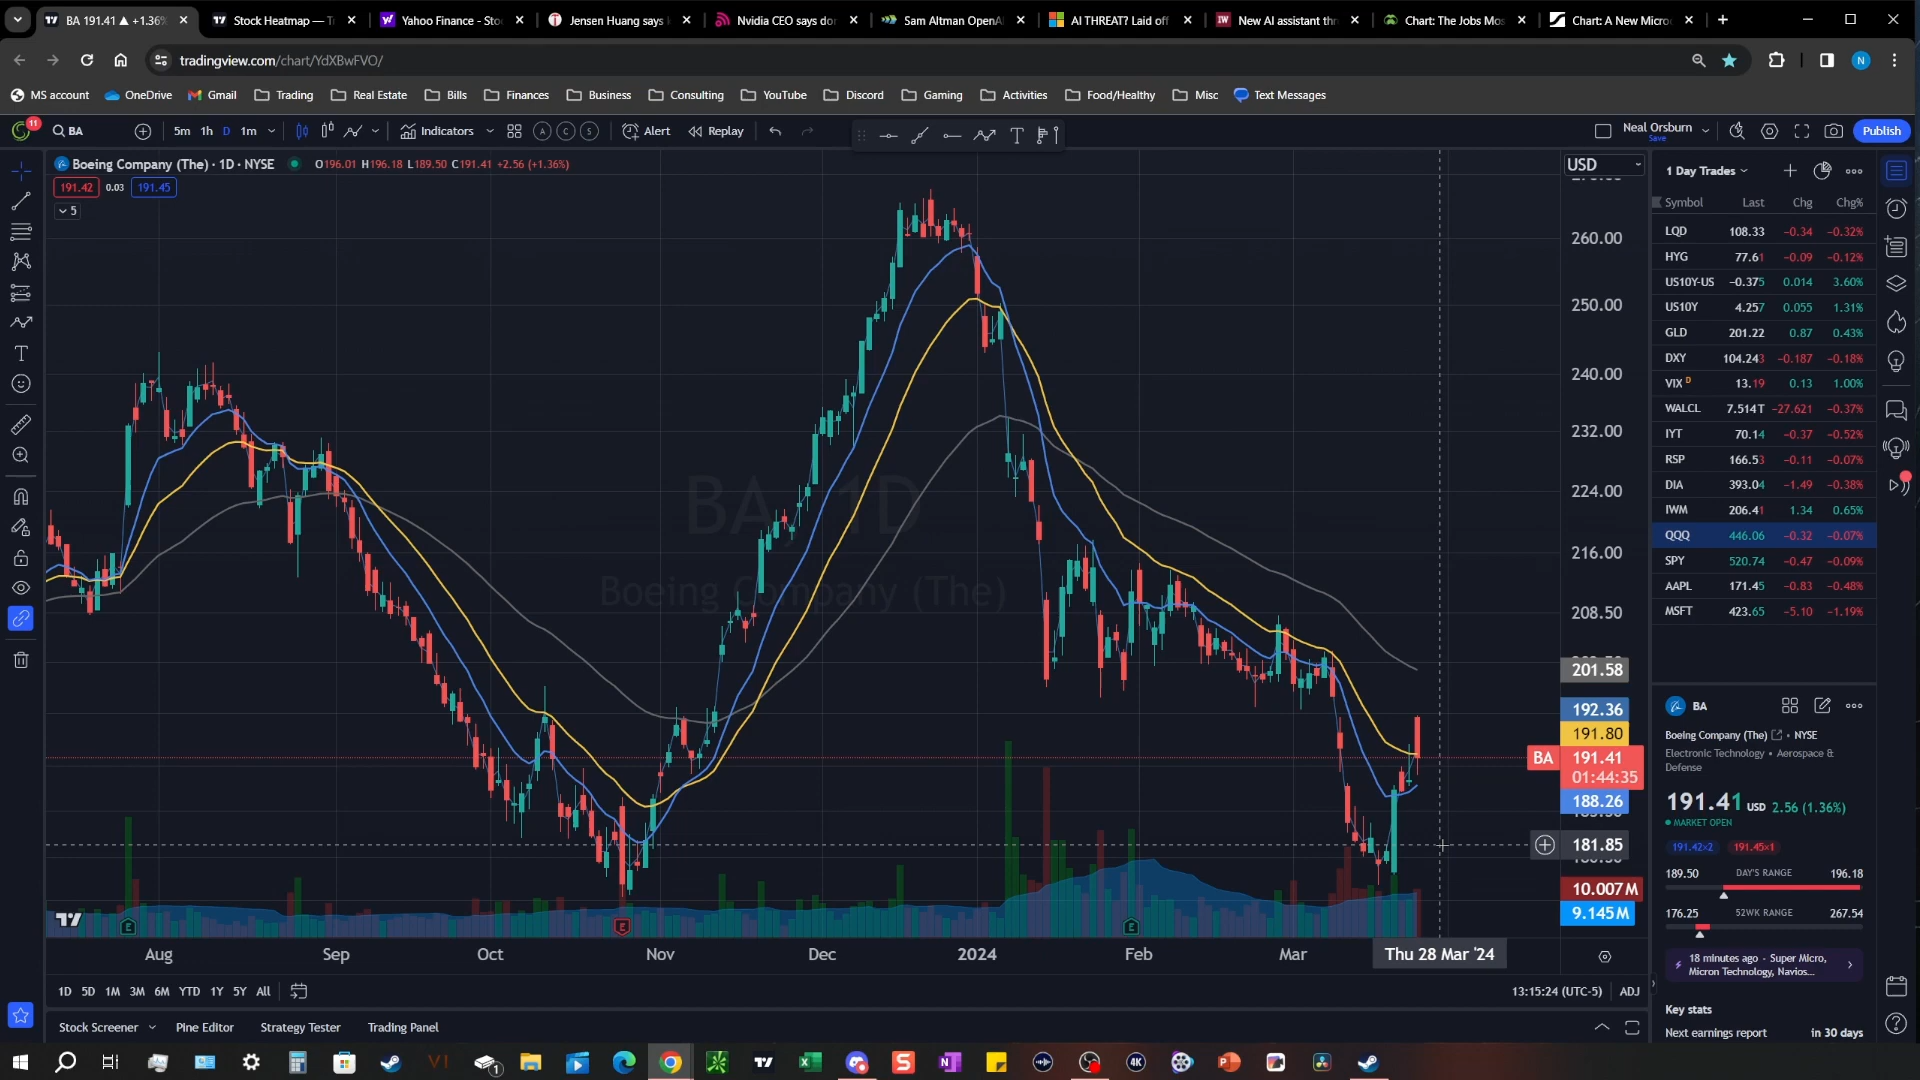 BA 191.41 ▲ +1.36%
Stock Heatmap — T
Yahoo Finance - Sto
Jensen Huang says
Nvidia CEO says do
Sam Altman OpenA
AI THREAT? Laid off
New AI assistant thr
Chart: The Jobs Mos
Chart: A New Micro
tradingview.com/chart/YdXBwFVO/
N
MS account OneDrive Gmail Trading Real Estate Bills Finances Business Consulting YouTube Discord Gaming Activities Food/Healthy Misc Text Messages
11
BA 5m 1h D 1m Indicators A C S Alert Replay
Neal Orsburn
Save
Publish
Boeing Company (The) · 1D · NYSE O196.01 H196.18 L189.50 C191.41 +2.56 (+1.36%)
191.42 0.03 191.45
5
USD
260.00
250.00
240.00
232.00
224.00
216.00
208.50
201.58
192.36
191.80
BA 191.41
01:44:35
188.26
181.85
10.007M
9.145M
BA, 1D
Boeing Company (The)
E E E
Aug Sep Oct Nov Dec 2024 Feb Mar Thu 28 Mar '24
1D 5D 1M 3M 6M YTD 1Y 5Y All
13:15:24 (UTC-5) ADJ
Stock Screener Pine Editor Strategy Tester Trading Panel
1 Day Trades
Symbol Last Chg Chg%
LQD 108.33 −0.34 −0.32%
HYG 77.61 −0.09 −0.12%
US10Y-US −0.375 0.014 3.60%
US10Y 4.257 0.055 1.31%
GLD 201.22 0.87 0.43%
DXY 104.243 −0.187 −0.18%
VIX D 13.19 0.13 1.00%
WALCL 7.514T −27.621 −0.37%
IYT 70.14 −0.37 −0.52%
RSP 166.53 −0.11 −0.07%
DIA 393.04 −1.49 −0.38%
IWM 206.41 1.34 0.65%
QQQ 446.06 −0.32 −0.07%
SPY 520.74 −0.47 −0.09%
AAPL 171.45 −0.83 −0.48%
MSFT 423.65 −5.10 −1.19%
BA
Boeing Company (The) • NYSE
Electronic Technology • Aerospace &
Defense
191.41 USD 2.56 (1.36%)
MARKET OPEN
191.42×2 191.45×1
189.50 DAY'S RANGE 196.18
176.25 52WK RANGE 267.54
18 minutes ago · Super Micro,
Micron Technology, Navios...
Key stats
Next earnings report in 30 days